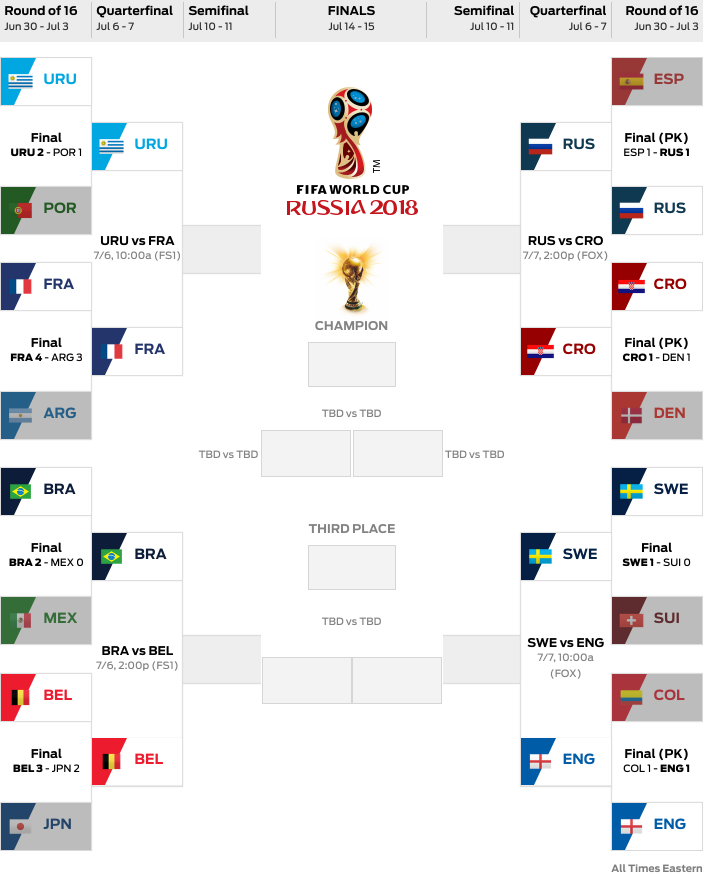 Round of 16
Jun 30 - Jul 3
Quarterfinal
Jul 6 - 7
Semifinal
Jul 10 - 11
FINALS
Jul 14 - 15
Semifinal
Jul 10 - 11
Quarterfinal
Jul 6 - 7
Round of 16
Jun 30 - Jul 3
URU
Final
URU 2 - POR 1
POR
FRA
Final
FRA 4 - ARG 3
ARG
BRA
Final
BRA 2 - MEX 0
MEX
BEL
Final
BEL 3 - JPN 2
JPN
URU
URU vs FRA
7/6, 10:00a (FS1)
FRA
BRA
BRA vs BEL
7/6, 2:00p (FS1)
BEL
TM
FIFA WORLD CUP
RUSSIA 2018
CHAMPION
TBD vs TBD
TBD vs TBD
TBD vs TBD
THIRD PLACE
TBD vs TBD
RUS
RUS vs CRO
7/7, 2:00p (FOX)
CRO
SWE
SWE vs ENG
7/7, 10:00a
(FOX)
ENG
ESP
Final (PK)
ESP 1 - RUS 1
RUS
CRO
Final (PK)
CRO 1 - DEN 1
DEN
SWE
Final
SWE 1 - SUI 0
SUI
COL
Final (PK)
COL 1 - ENG 1
ENG
All Times Eastern